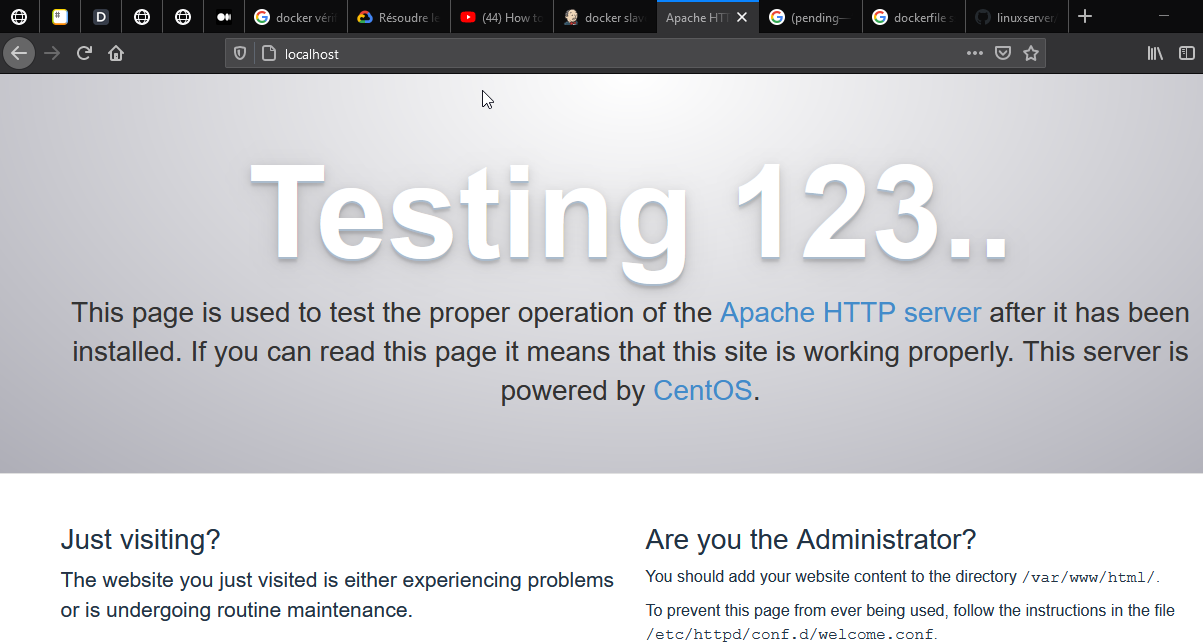 docker vérif
Résoudre le
(44) How to
docker slav
Apache HTT
(pending—
dockerfile s
linuxserver/
localhost
Testing 123..
This page is used to test the proper operation of the Apache HTTP server after it has been
installed. If you can read this page it means that this site is working properly. This server is
powered by CentOS.
Just visiting?
The website you just visited is either experiencing problems
or is undergoing routine maintenance.
Are you the Administrator?
You should add your website content to the directory /var/www/html/.
To prevent this page from ever being used, follow the instructions in the file
/etc/httpd/conf.d/welcome.conf.